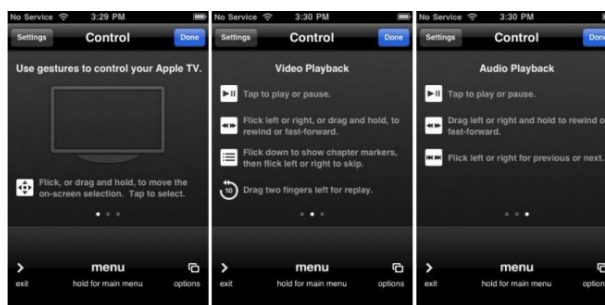 No Service 3:29 PM
Settings Control Done
Use gestures to control your Apple TV.
Flick, or drag and hold, to move the
on-screen selection. Tap to select.
menu
exit hold for main menu options
No Service 3:30 PM
Settings Control Done
Video Playback
Tap to play or pause.
Flick left or right, or drag and hold, to
rewind or fast-forward.
Flick down to show chapter markers,
then flick left or right to skip.
10 Drag two fingers left for replay.
menu
exit hold for main menu options
No Service 3:30 PM
Settings Control Done
Audio Playback
Tap to play or pause.
Drag left or right and hold to rewind o
fast-forward.
Flick left or right for previous or next.
menu
exit hold for main menu options